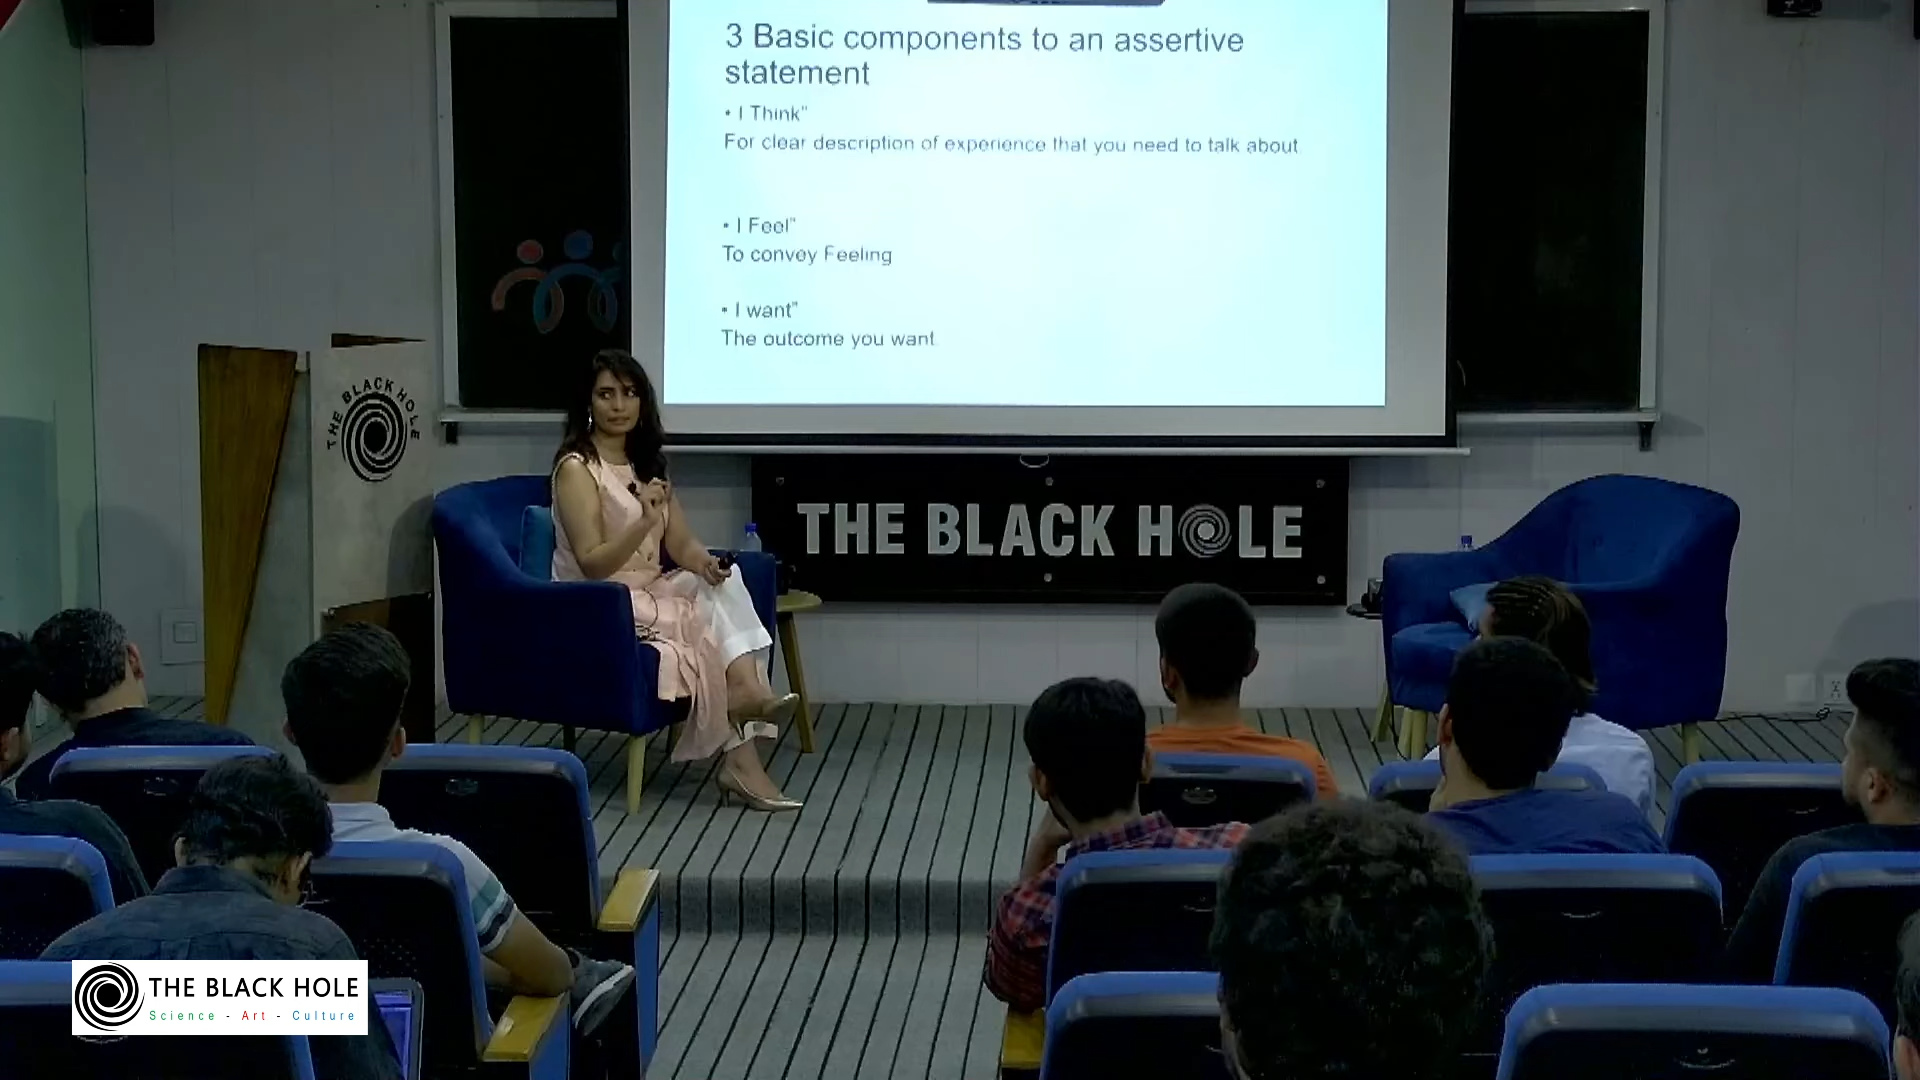 3 Basic components to an assertive
statement
• I Think"
For clear description of experience that you need to talk about
• I Feel"
To convey Feeling
• I want"
The outcome you want
THE BLACK HOLE
THE BLACK HOLE
THE BLACK HOLE
Science - Art - Culture